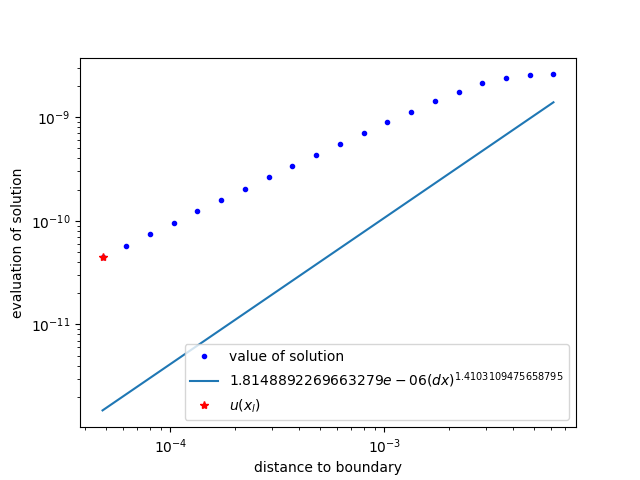 10⁻⁹
10⁻¹⁰
10⁻¹¹
evaluation of solution
value of solution
1.8148892269663279e − 06(dx)^1.4103109475658795
u(x_l)
10⁻⁴ 10⁻³
distance to boundary